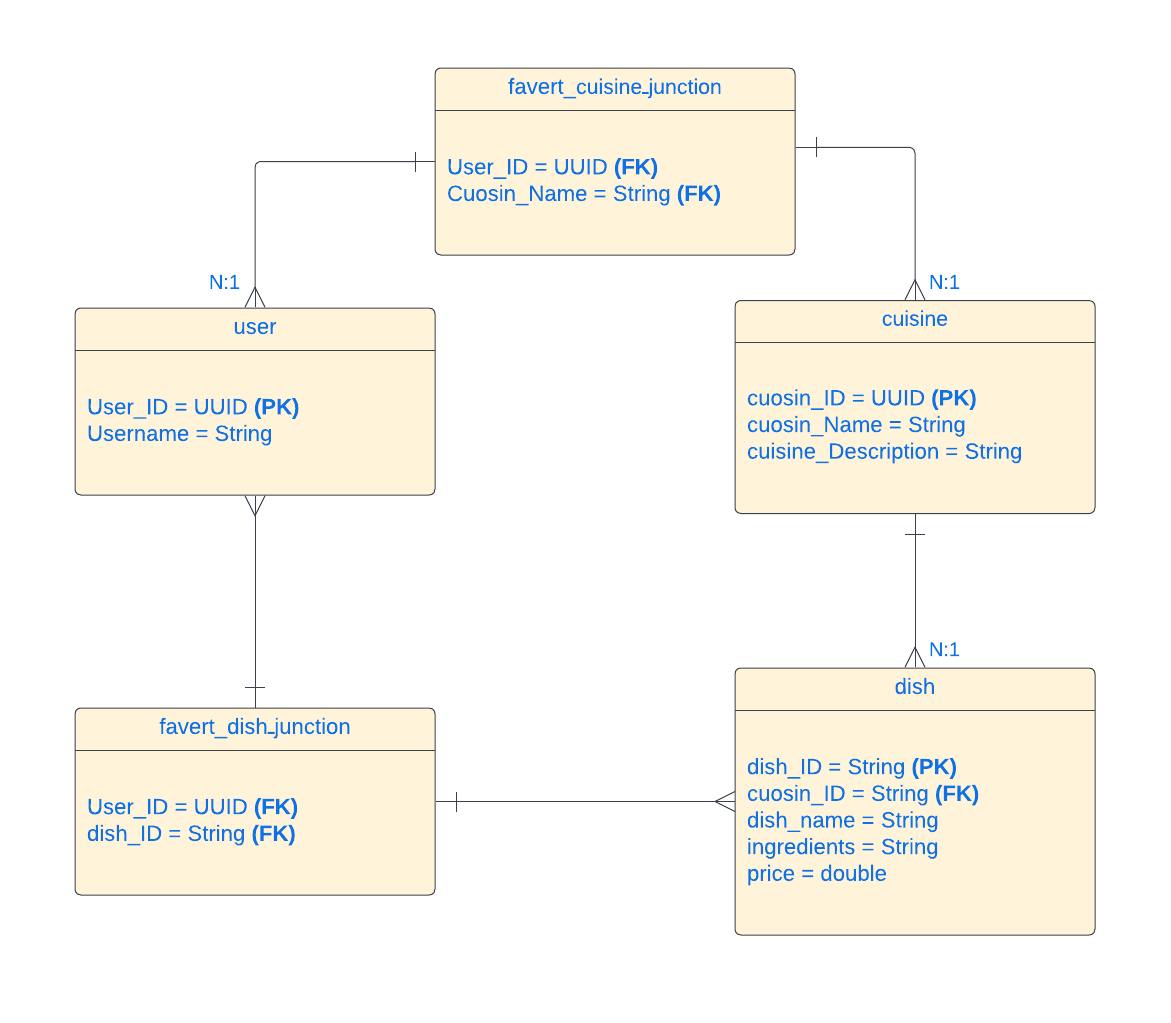 favert_cuisine_junction
User_ID = UUID (FK)
Cuosin_Name = String (FK)
N:1
N:1
user
User_ID = UUID (PK)
Username = String
cuisine
cuosin_ID = UUID (PK)
cuosin_Name = String
cuisine_Description = String
N:1
favert_dish_junction
User_ID = UUID (FK)
dish_ID = String (FK)
dish
dish_ID = String (PK)
cuosin_ID = String (FK)
dish_name = String
ingredients = String
price = double